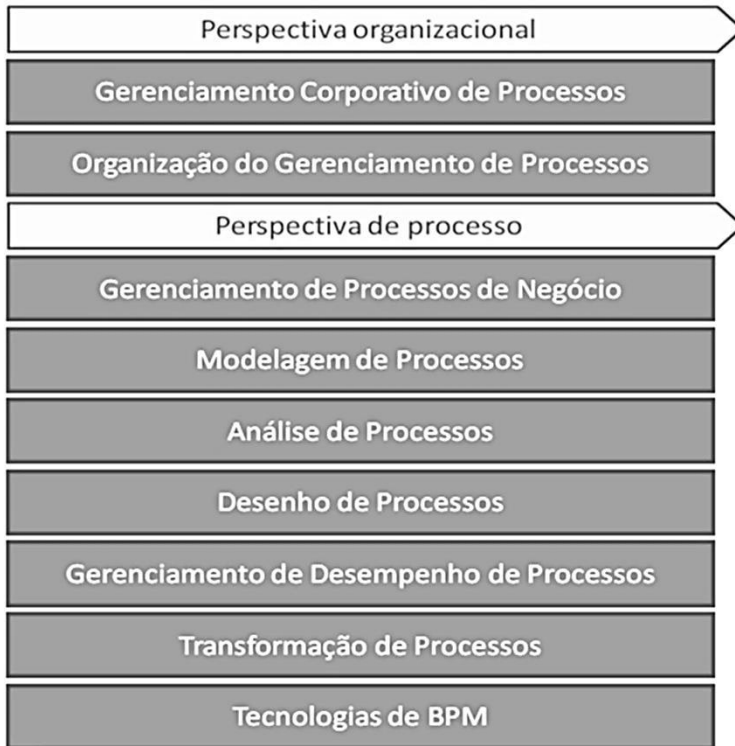 Perspectiva organizacional
Gerenciamento Corporativo de Processos
Organização do Gerenciamento de Processos
Perspectiva de processo
Gerenciamento de Processos de Negócio
Modelagem de Processos
Análise de Processos
Desenho de Processos
Gerenciamento de Desempenho de Processos
Transformação de Processos
Tecnologias de BPM